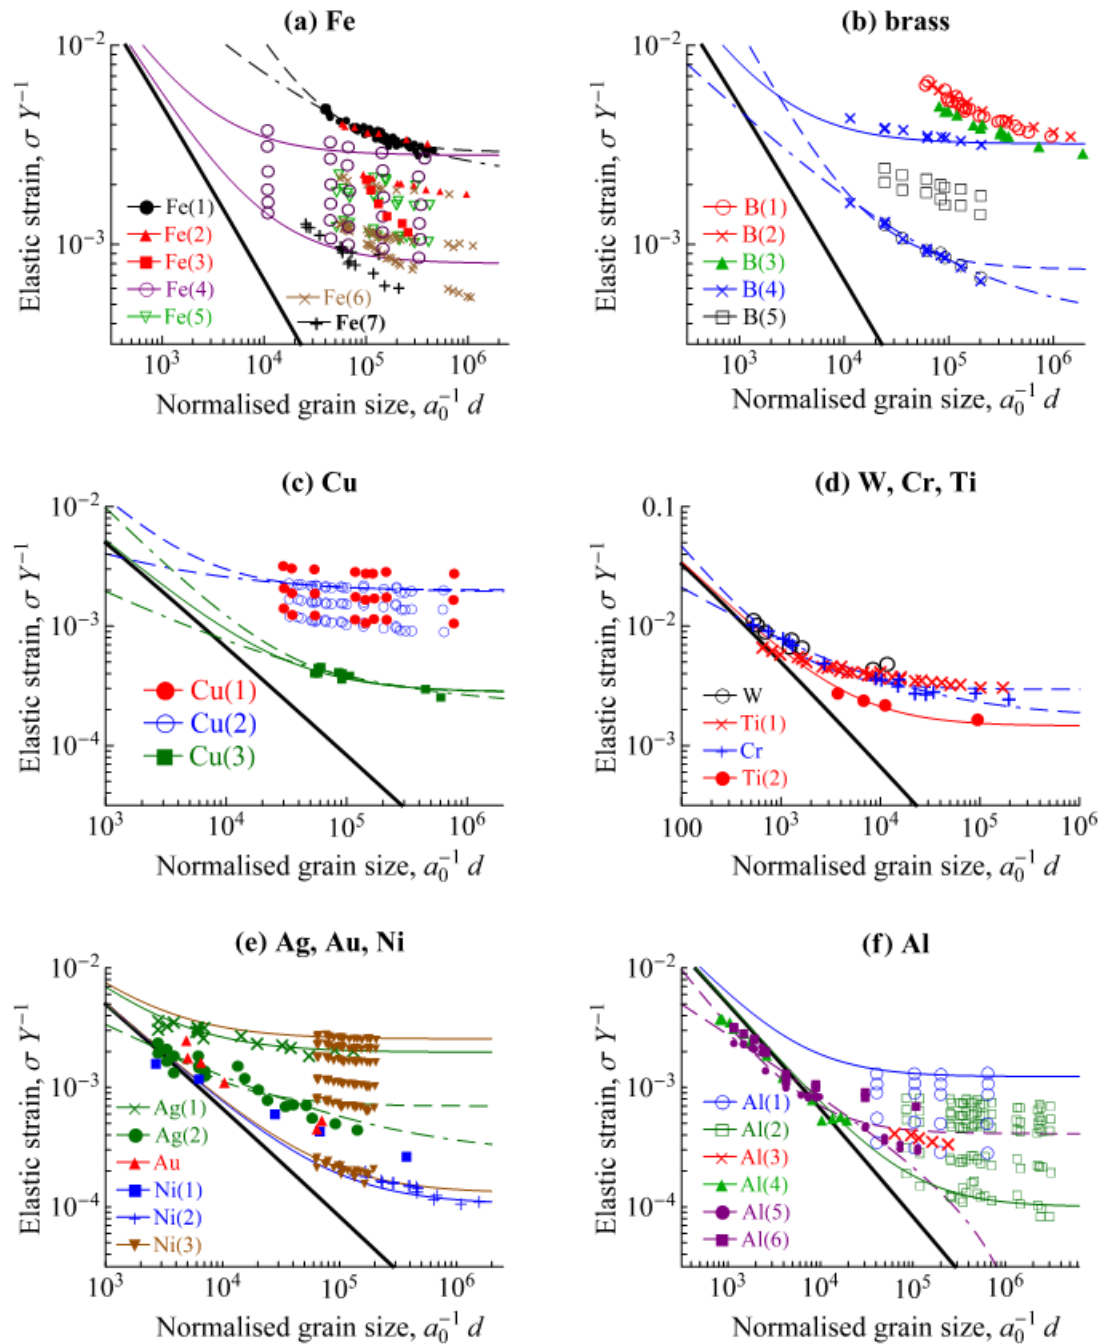 (a) Fe
Elastic strain, σ Y⁻¹
10⁻²
10⁻³
Fe(1)
Fe(2)
Fe(3)
Fe(4)
Fe(5)
Fe(6)
Fe(7)
10³ 10⁴ 10⁵ 10⁶
Normalised grain size, a₀⁻¹ d
(b) brass
Elastic strain, σ Y⁻¹
10⁻²
10⁻³
B(1)
B(2)
B(3)
B(4)
B(5)
10³ 10⁴ 10⁵ 10⁶
Normalised grain size, a₀⁻¹ d
(c) Cu
Elastic strain, σ Y⁻¹
10⁻²
10⁻³
10⁻⁴
Cu(1)
Cu(2)
Cu(3)
10³ 10⁴ 10⁵ 10⁶
Normalised grain size, a₀⁻¹ d
(d) W, Cr, Ti
Elastic strain, σ Y⁻¹
0.1
10⁻²
10⁻³
W
Ti(1)
Cr
Ti(2)
100 10³ 10⁴ 10⁵ 10⁶
Normalised grain size, a₀⁻¹ d
(e) Ag, Au, Ni
Elastic strain, σ Y⁻¹
10⁻²
10⁻³
10⁻⁴
Ag(1)
Ag(2)
Au
Ni(1)
Ni(2)
Ni(3)
10³ 10⁴ 10⁵ 10⁶
Normalised grain size, a₀⁻¹ d
(f) Al
Elastic strain, σ Y⁻¹
10⁻²
10⁻³
10⁻⁴
Al(1)
Al(2)
Al(3)
Al(4)
Al(5)
Al(6)
10³ 10⁴ 10⁵ 10⁶
Normalised grain size, a₀⁻¹ d